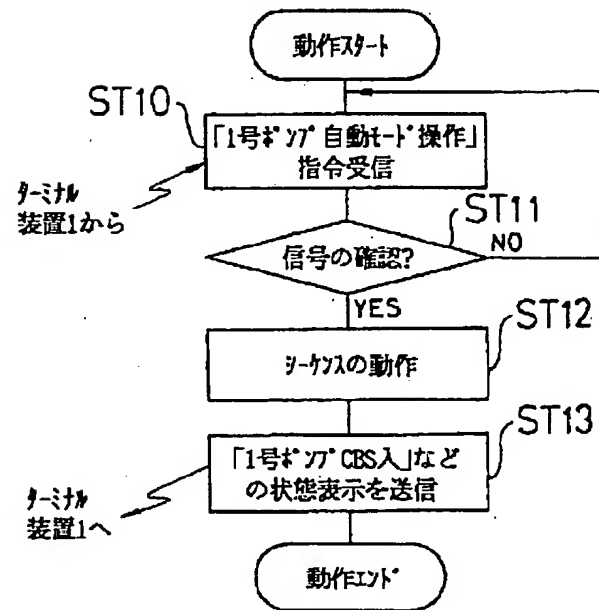 動作スタート
ST10
「1号ポンプ自動モード操作」
指令受信
ターミナル
装置1から
ST11
信号の確認?
NO
YES
ST12
シーケンスの動作
ST13
「1号ポンプCBS入」など
の状態表示を送信
ターミナル
装置1へ
動作エンド